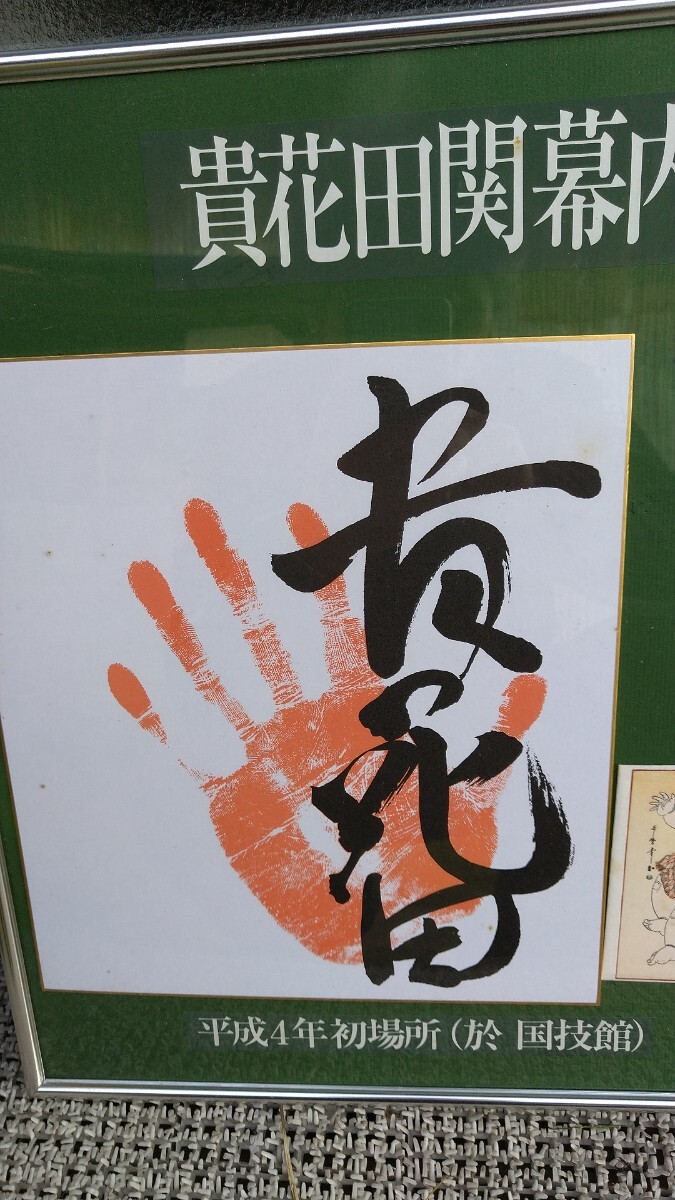 貴花田関幕内
貴花田
平成4年初場所(於 国技館)